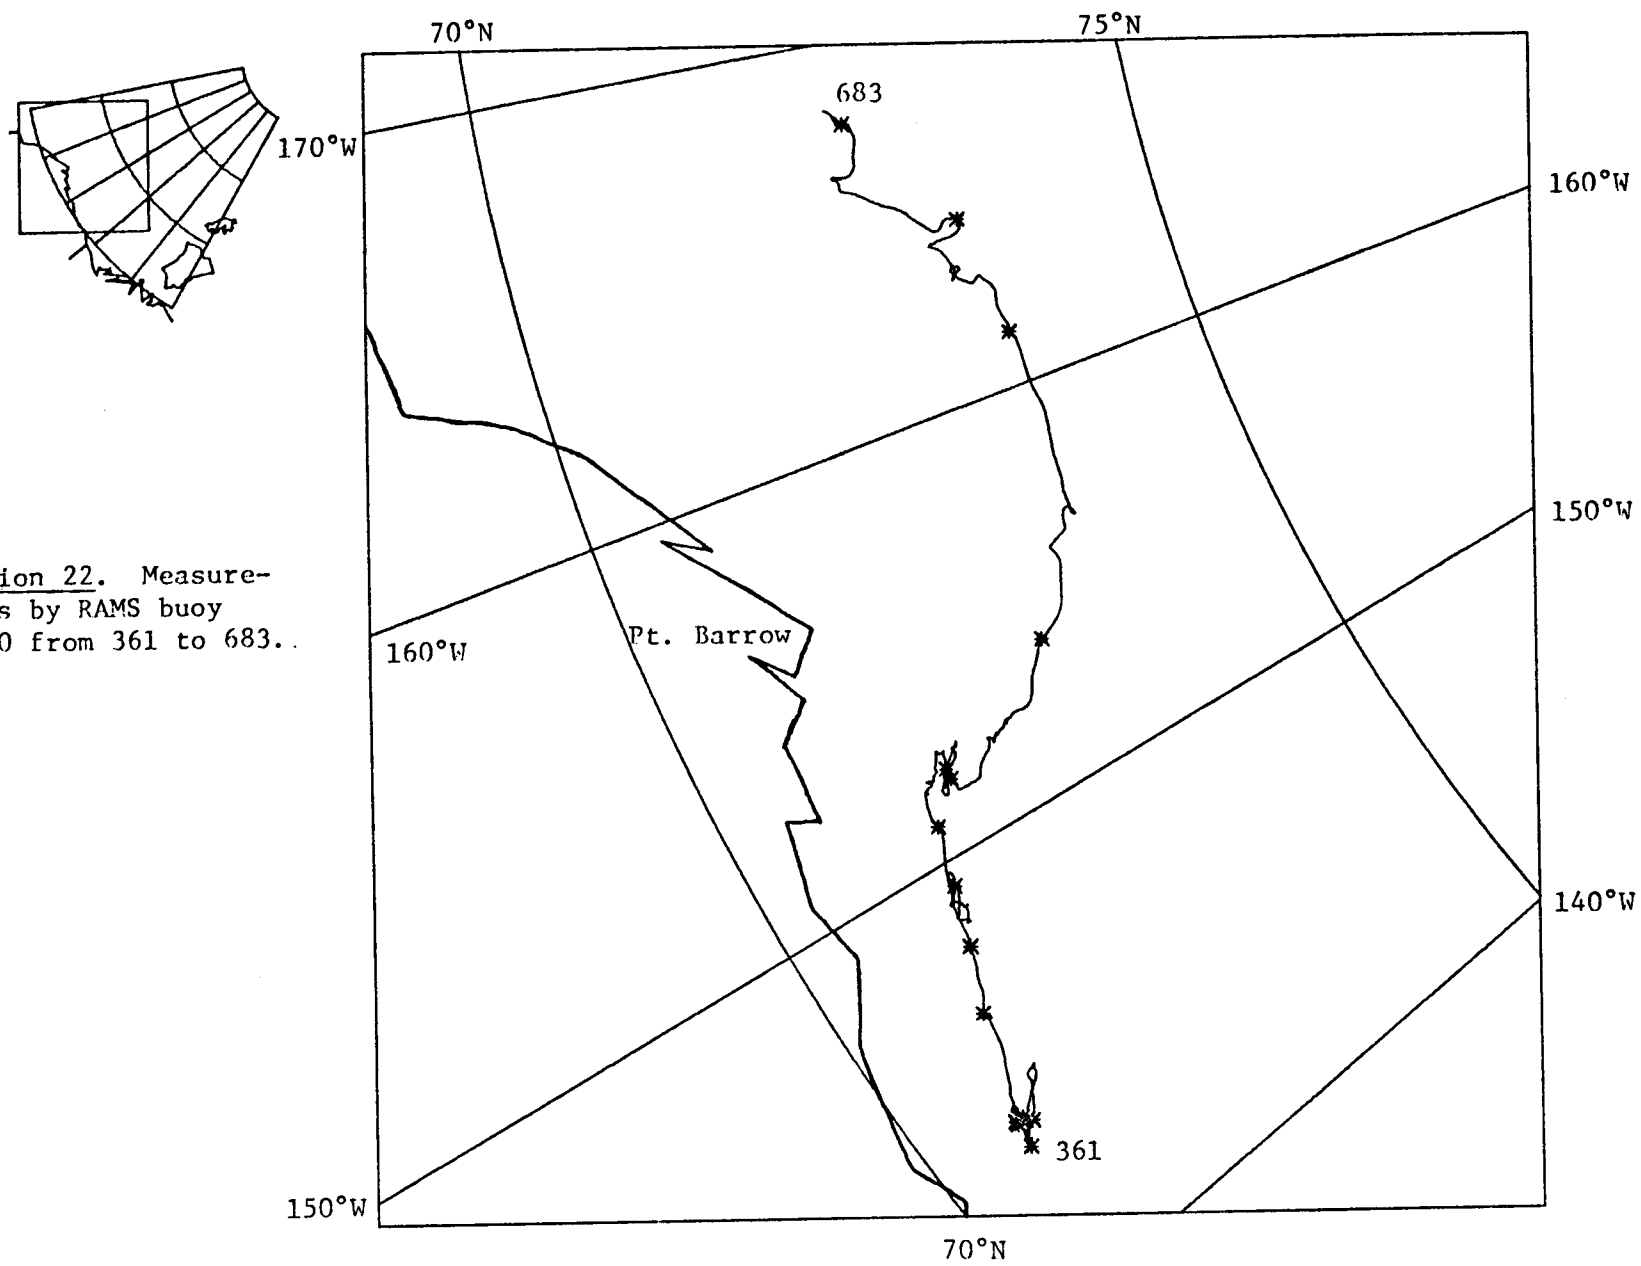 70°N
75°N
683
170°W
160°W
150°W
ion 22. Measure-
s by RAMS buoy
0 from 361 to 683.
Pt. Barrow
160°W
140°W
361
150°W
70°N